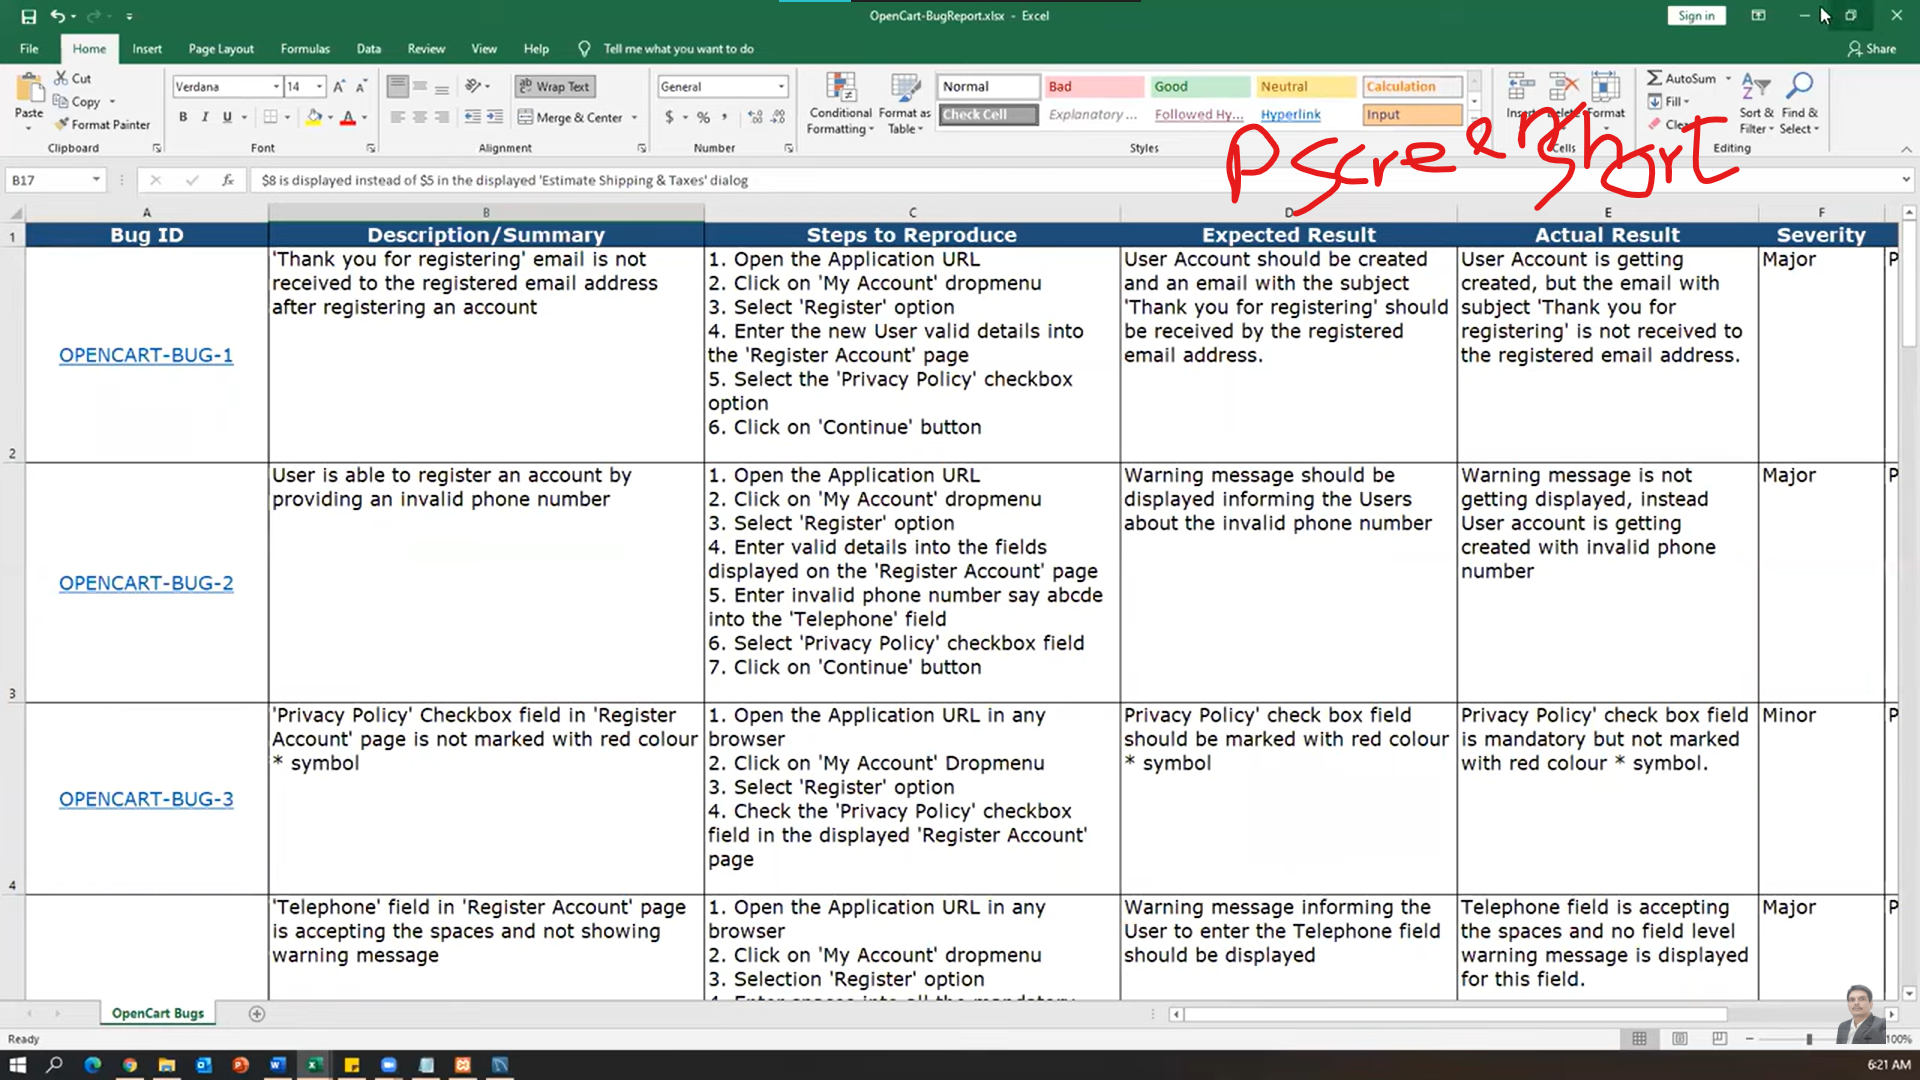 OpenCart-BugReport.xlsx - Excel
Sign in
File Home Insert Page Layout Formulas Data Review View Help Tell me what you want to do
Share
Cut
Copy
Format Painter
Paste
Clipboard
Verdana 14
B I U
Font
Wrap Text
Merge & Center
Alignment
General
$ % ,
Number
Conditional Formatting
Format as Table
Normal Bad Good Neutral Calculation
Check Cell Explanatory ... Followed Hy... Hyperlink Input
Styles
Insert Delete Format
Cells
AutoSum
Fill
Clear
Sort & Filter
Find & Select
Editing
Pscreenshort
B17
fx
$8 is displayed instead of $5 in the displayed 'Estimate Shipping & Taxes' dialog
A B C D E F
1 Bug ID Description/Summary Steps to Reproduce Expected Result Actual Result Severity
2
OPENCART-BUG-1
'Thank you for registering' email is not
received to the registered email address
after registering an account
1. Open the Application URL
2. Click on 'My Account' dropmenu
3. Select 'Register' option
4. Enter the new User valid details into
the 'Register Account' page
5. Select the 'Privacy Policy' checkbox
option
6. Click on 'Continue' button
User Account should be created
and an email with the subject
'Thank you for registering' should
be received by the registered
email address.
User Account is getting
created, but the email with
subject 'Thank you for
registering' is not received to
the registered email address.
Major
P
3
OPENCART-BUG-2
User is able to register an account by
providing an invalid phone number
1. Open the Application URL
2. Click on 'My Account' dropmenu
3. Select 'Register' option
4. Enter valid details into the fields
displayed on the 'Register Account' page
5. Enter invalid phone number say abcde
into the 'Telephone' field
6. Select 'Privacy Policy' checkbox field
7. Click on 'Continue' button
Warning message should be
displayed informing the Users
about the invalid phone number
Warning message is not
getting displayed, instead
User account is getting
created with invalid phone
number
Major
P
4
OPENCART-BUG-3
'Privacy Policy' Checkbox field in 'Register
Account' page is not marked with red colour
* symbol
1. Open the Application URL in any
browser
2. Click on 'My Account' Dropmenu
3. Select 'Register' option
4. Check the 'Privacy Policy' checkbox
field in the displayed 'Register Account'
page
Privacy Policy' check box field
should be marked with red colour
* symbol
Privacy Policy' check box field
is mandatory but not marked
with red colour * symbol.
Minor
P
'Telephone' field in 'Register Account' page
is accepting the spaces and not showing
warning message
1. Open the Application URL in any
browser
2. Click on 'My Account' dropmenu
3. Selection 'Register' option
4. Enter spaces into all the mandatory
Warning message informing the
User to enter the Telephone field
should be displayed
Telephone field is accepting
the spaces and no field level
warning message is displayed
for this field.
Major
P
OpenCart Bugs
Ready
100%
6:21 AM